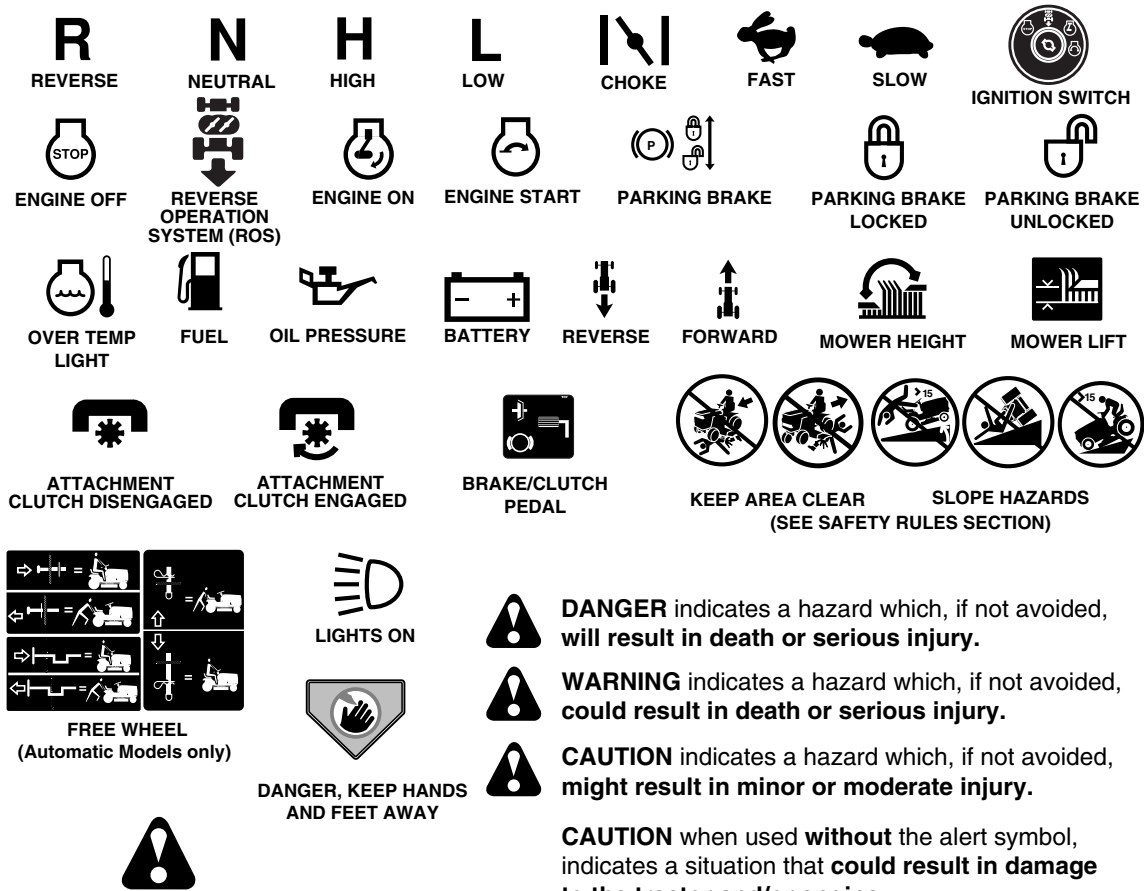 R N H L
REVERSE NEUTRAL HIGH LOW CHOKE FAST SLOW
IGNITION SWITCH
STOP P
ENGINE OFF REVERSE ENGINE ON ENGINE START PARKING BRAKE PARKING BRAKE PARKING BRAKE
OPERATION LOCKED UNLOCKED
SYSTEM (ROS)
OVER TEMP FUEL OIL PRESSURE BATTERY REVERSE FORWARD MOWER HEIGHT MOWER LIFT
LIGHT
15 15
ATTACHMENT ATTACHMENT BRAKE/CLUTCH
CLUTCH DISENGAGED CLUTCH ENGAGED PEDAL
KEEP AREA CLEAR SLOPE HAZARDS
(SEE SAFETY RULES SECTION)
FREE WHEEL
(Automatic Models only)
LIGHTS ON
DANGER, KEEP HANDS
AND FEET AWAY
DANGER indicates a hazard which, if not avoided,
will result in death or serious injury.
WARNING indicates a hazard which, if not avoided,
could result in death or serious injury.
CAUTION indicates a hazard which, if not avoided,
might result in minor or moderate injury.
CAUTION when used without the alert symbol,
indicates a situation that could result in damage